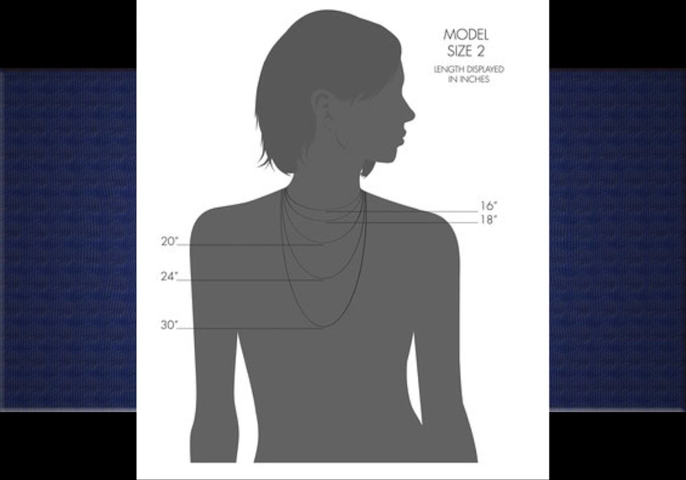 MODEL
SIZE 2
LENGTH DISPLAYED
IN INCHES
16"
18"
20"
24"
30"